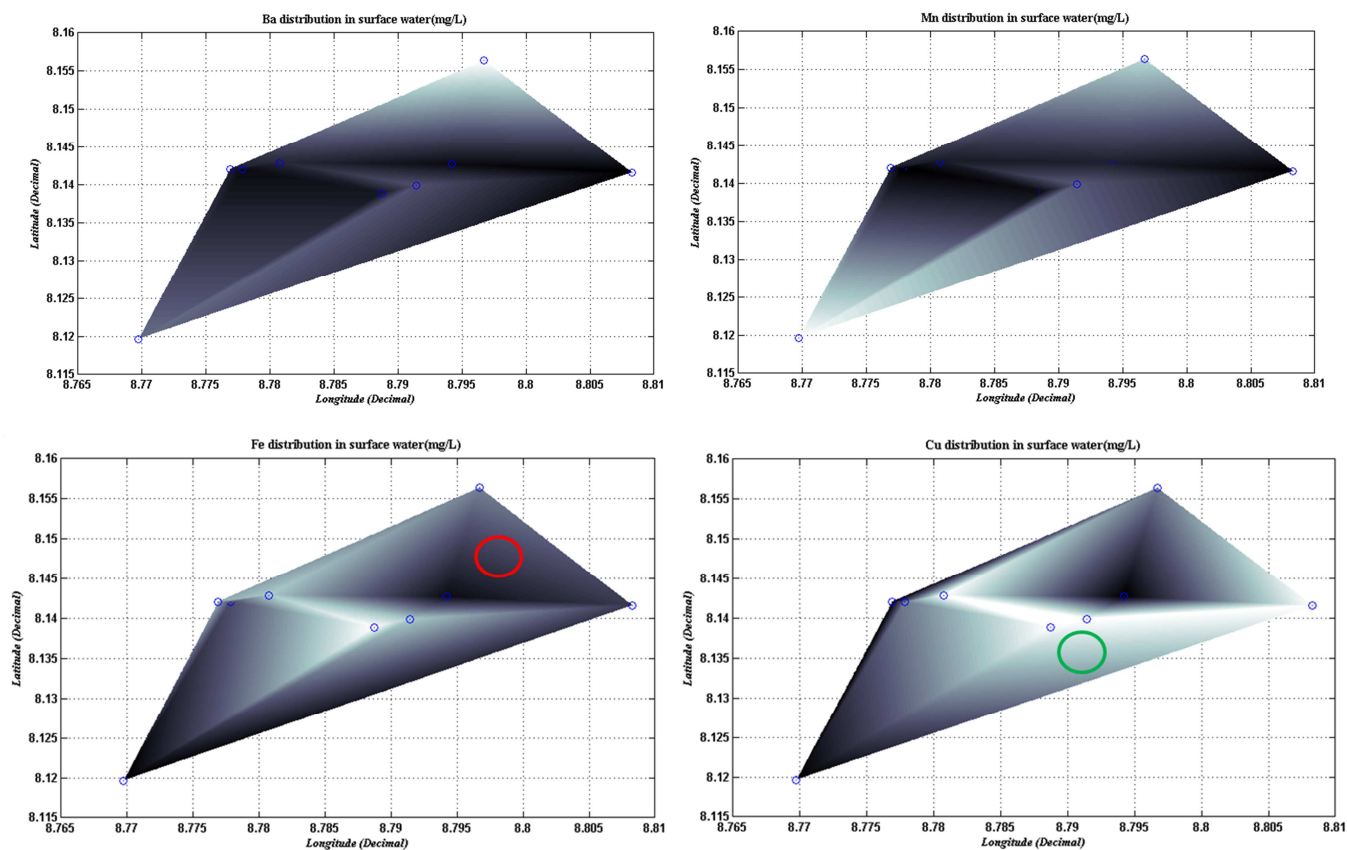 Ba distribution in surface water(mg/L)
8.16
8.155
8.15
8.145
8.14
8.135
8.13
8.125
8.12
8.115
Latitude (Decimal)
8.765 8.77 8.775 8.78 8.785 8.79 8.795 8.8 8.805 8.81
Longitude (Decimal)
Mn distribution in surface water(mg/L)
8.16
8.155
8.15
8.145
8.14
8.135
8.13
8.125
8.12
8.115
Latitude (Decimal)
8.765 8.77 8.775 8.78 8.785 8.79 8.795 8.8 8.805 8.81
Longitude (Decimal)
Fe distribution in surface water(mg/L)
8.16
8.155
8.15
8.145
8.14
8.135
8.13
8.125
8.12
8.115
Latitude (Decimal)
8.765 8.77 8.775 8.78 8.785 8.79 8.795 8.8 8.805 8.81
Longitude (Decimal)
Cu distribution in surface water(mg/L)
8.16
8.155
8.15
8.145
8.14
8.135
8.13
8.125
8.12
8.115
Latitude (Decimal)
8.765 8.77 8.775 8.78 8.785 8.79 8.795 8.8 8.805 8.81
Longitude (Decimal)